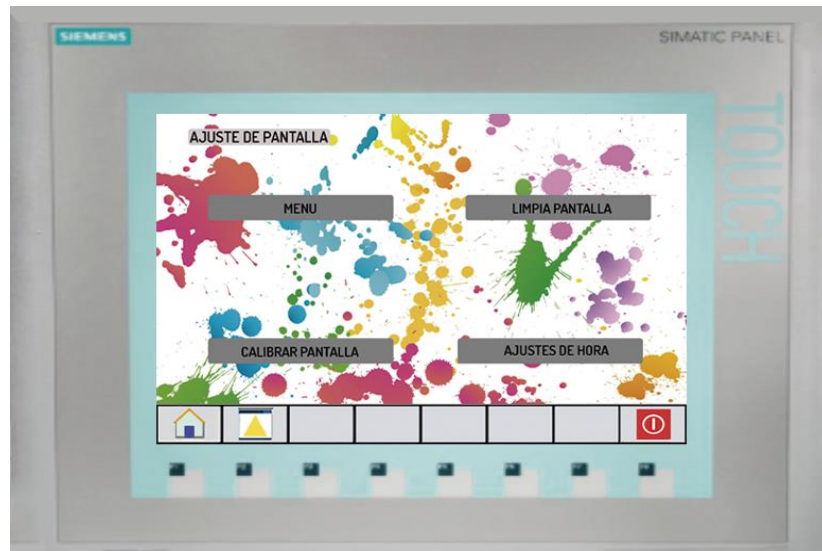 SIEMENS
SIMATIC PANEL
TOUCH
AJUSTE DE PANTALLA
MENU
LIMPIA PANTALLA
CALIBRAR PANTALLA
AJUSTES DE HORA